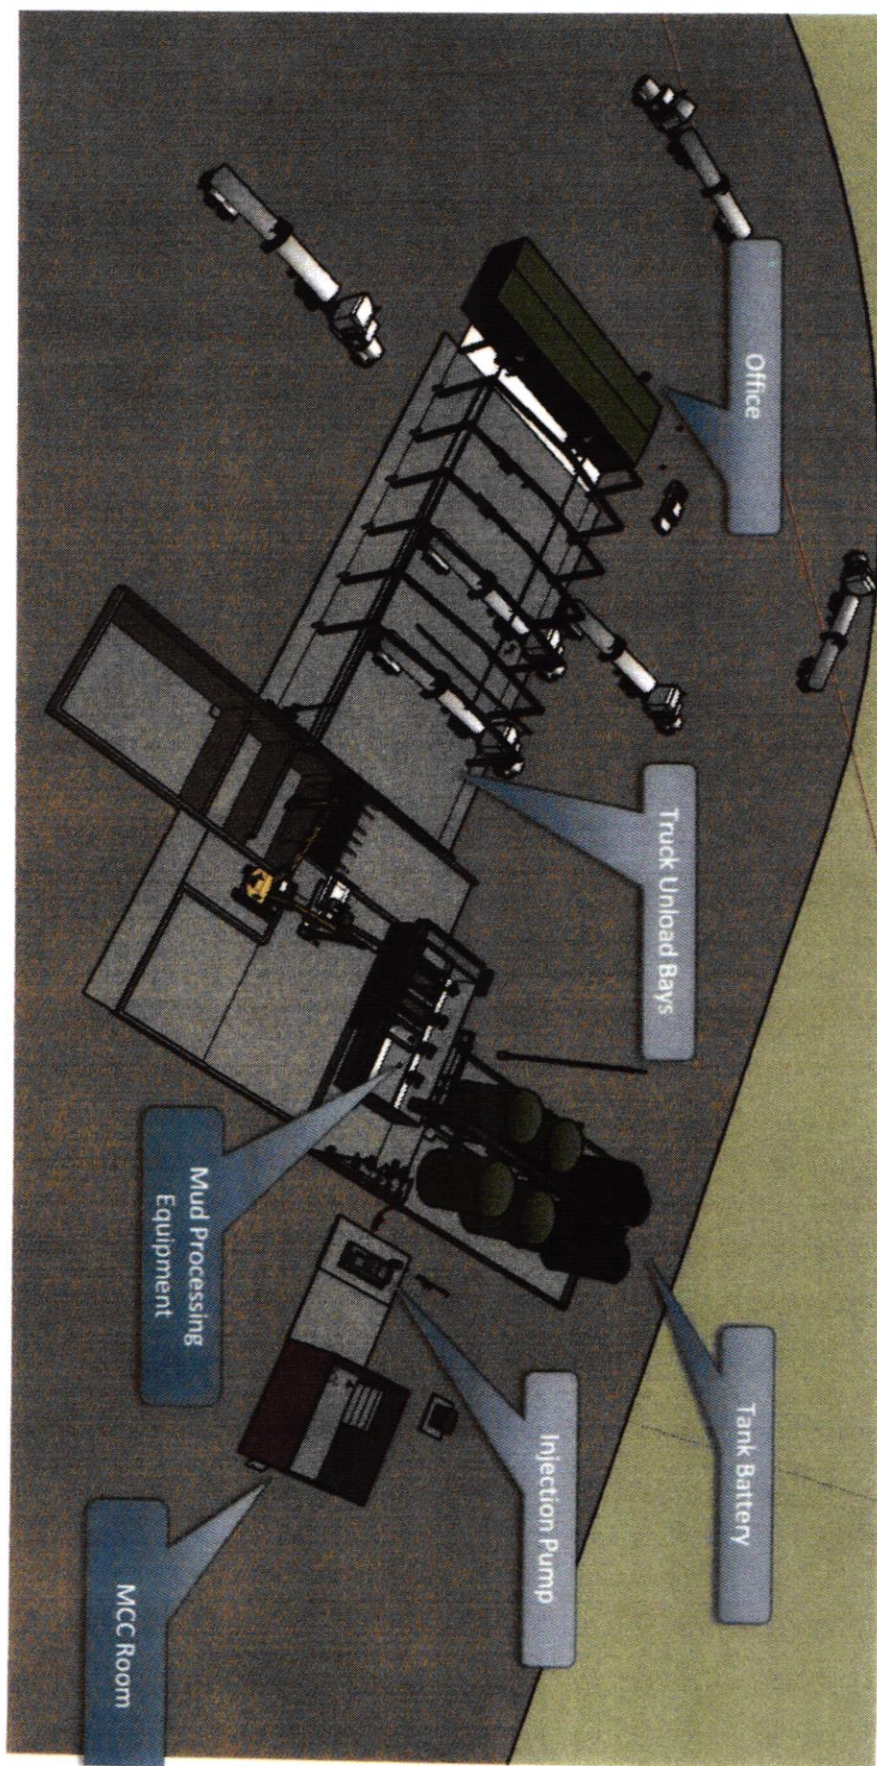 Office
Truck Unload Bays
Tank Battery
Injection Pump
Mud Processing
Equipment
MCC Room